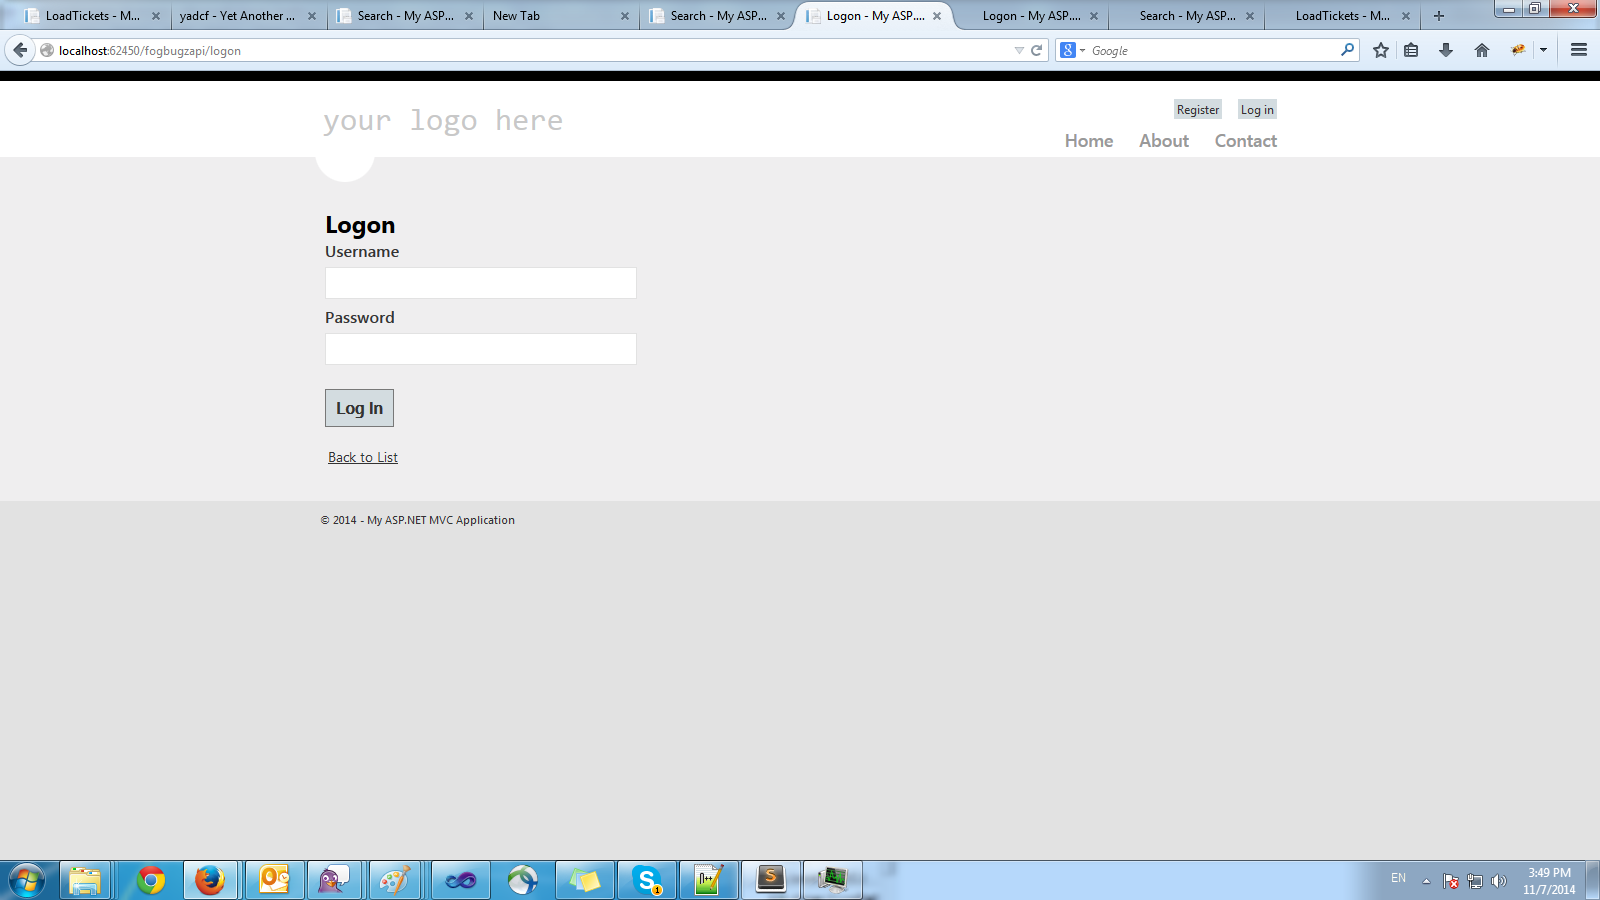 LoadTickets - M...
yadcf - Yet Another ...
Search - My ASP...
New Tab
Search - My ASP...
Logon - My ASP....
Logon - My ASP....
Search - My ASP...
LoadTickets - M...
localhost:62450/fogbugzapi/logon
Google
your logo here
Register
Log in
Home
About
Contact
Logon
Username
Password
Log In
Back to List
© 2014 - My ASP.NET MVC Application
EN
3:49 PM
11/7/2014